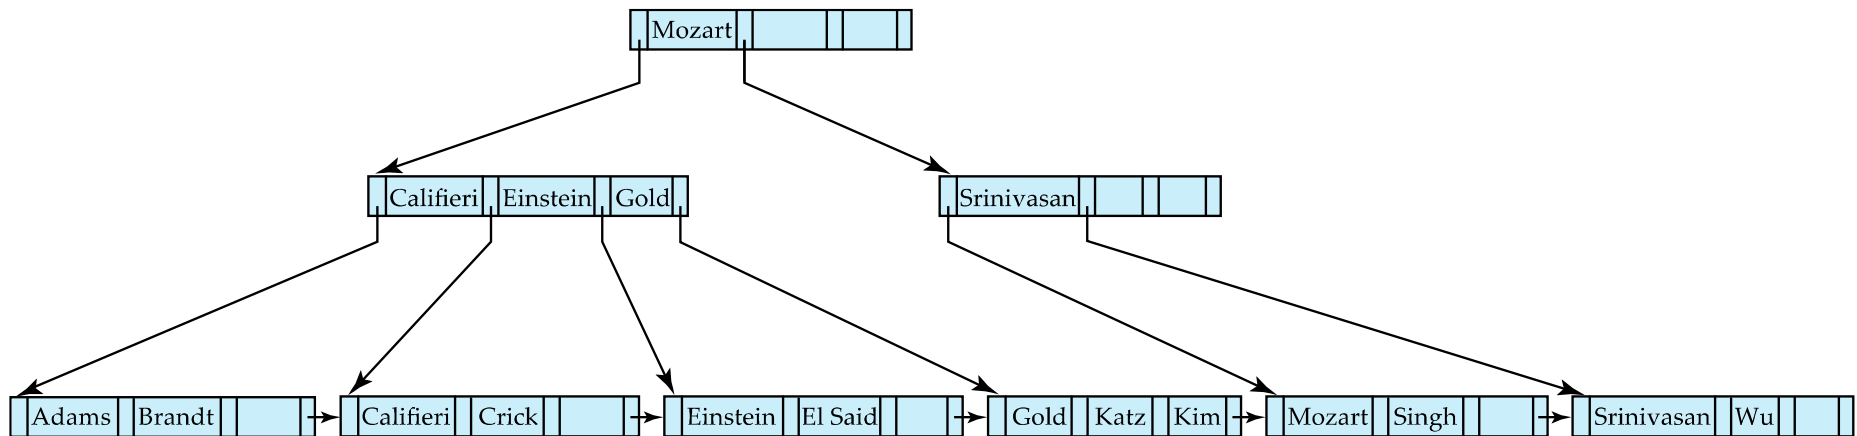 Mozart
Califieri Einstein Gold Srinivasan
Adams Brandt Califieri Crick Einstein El Said Gold Katz Kim Mozart Singh Srinivasan Wu